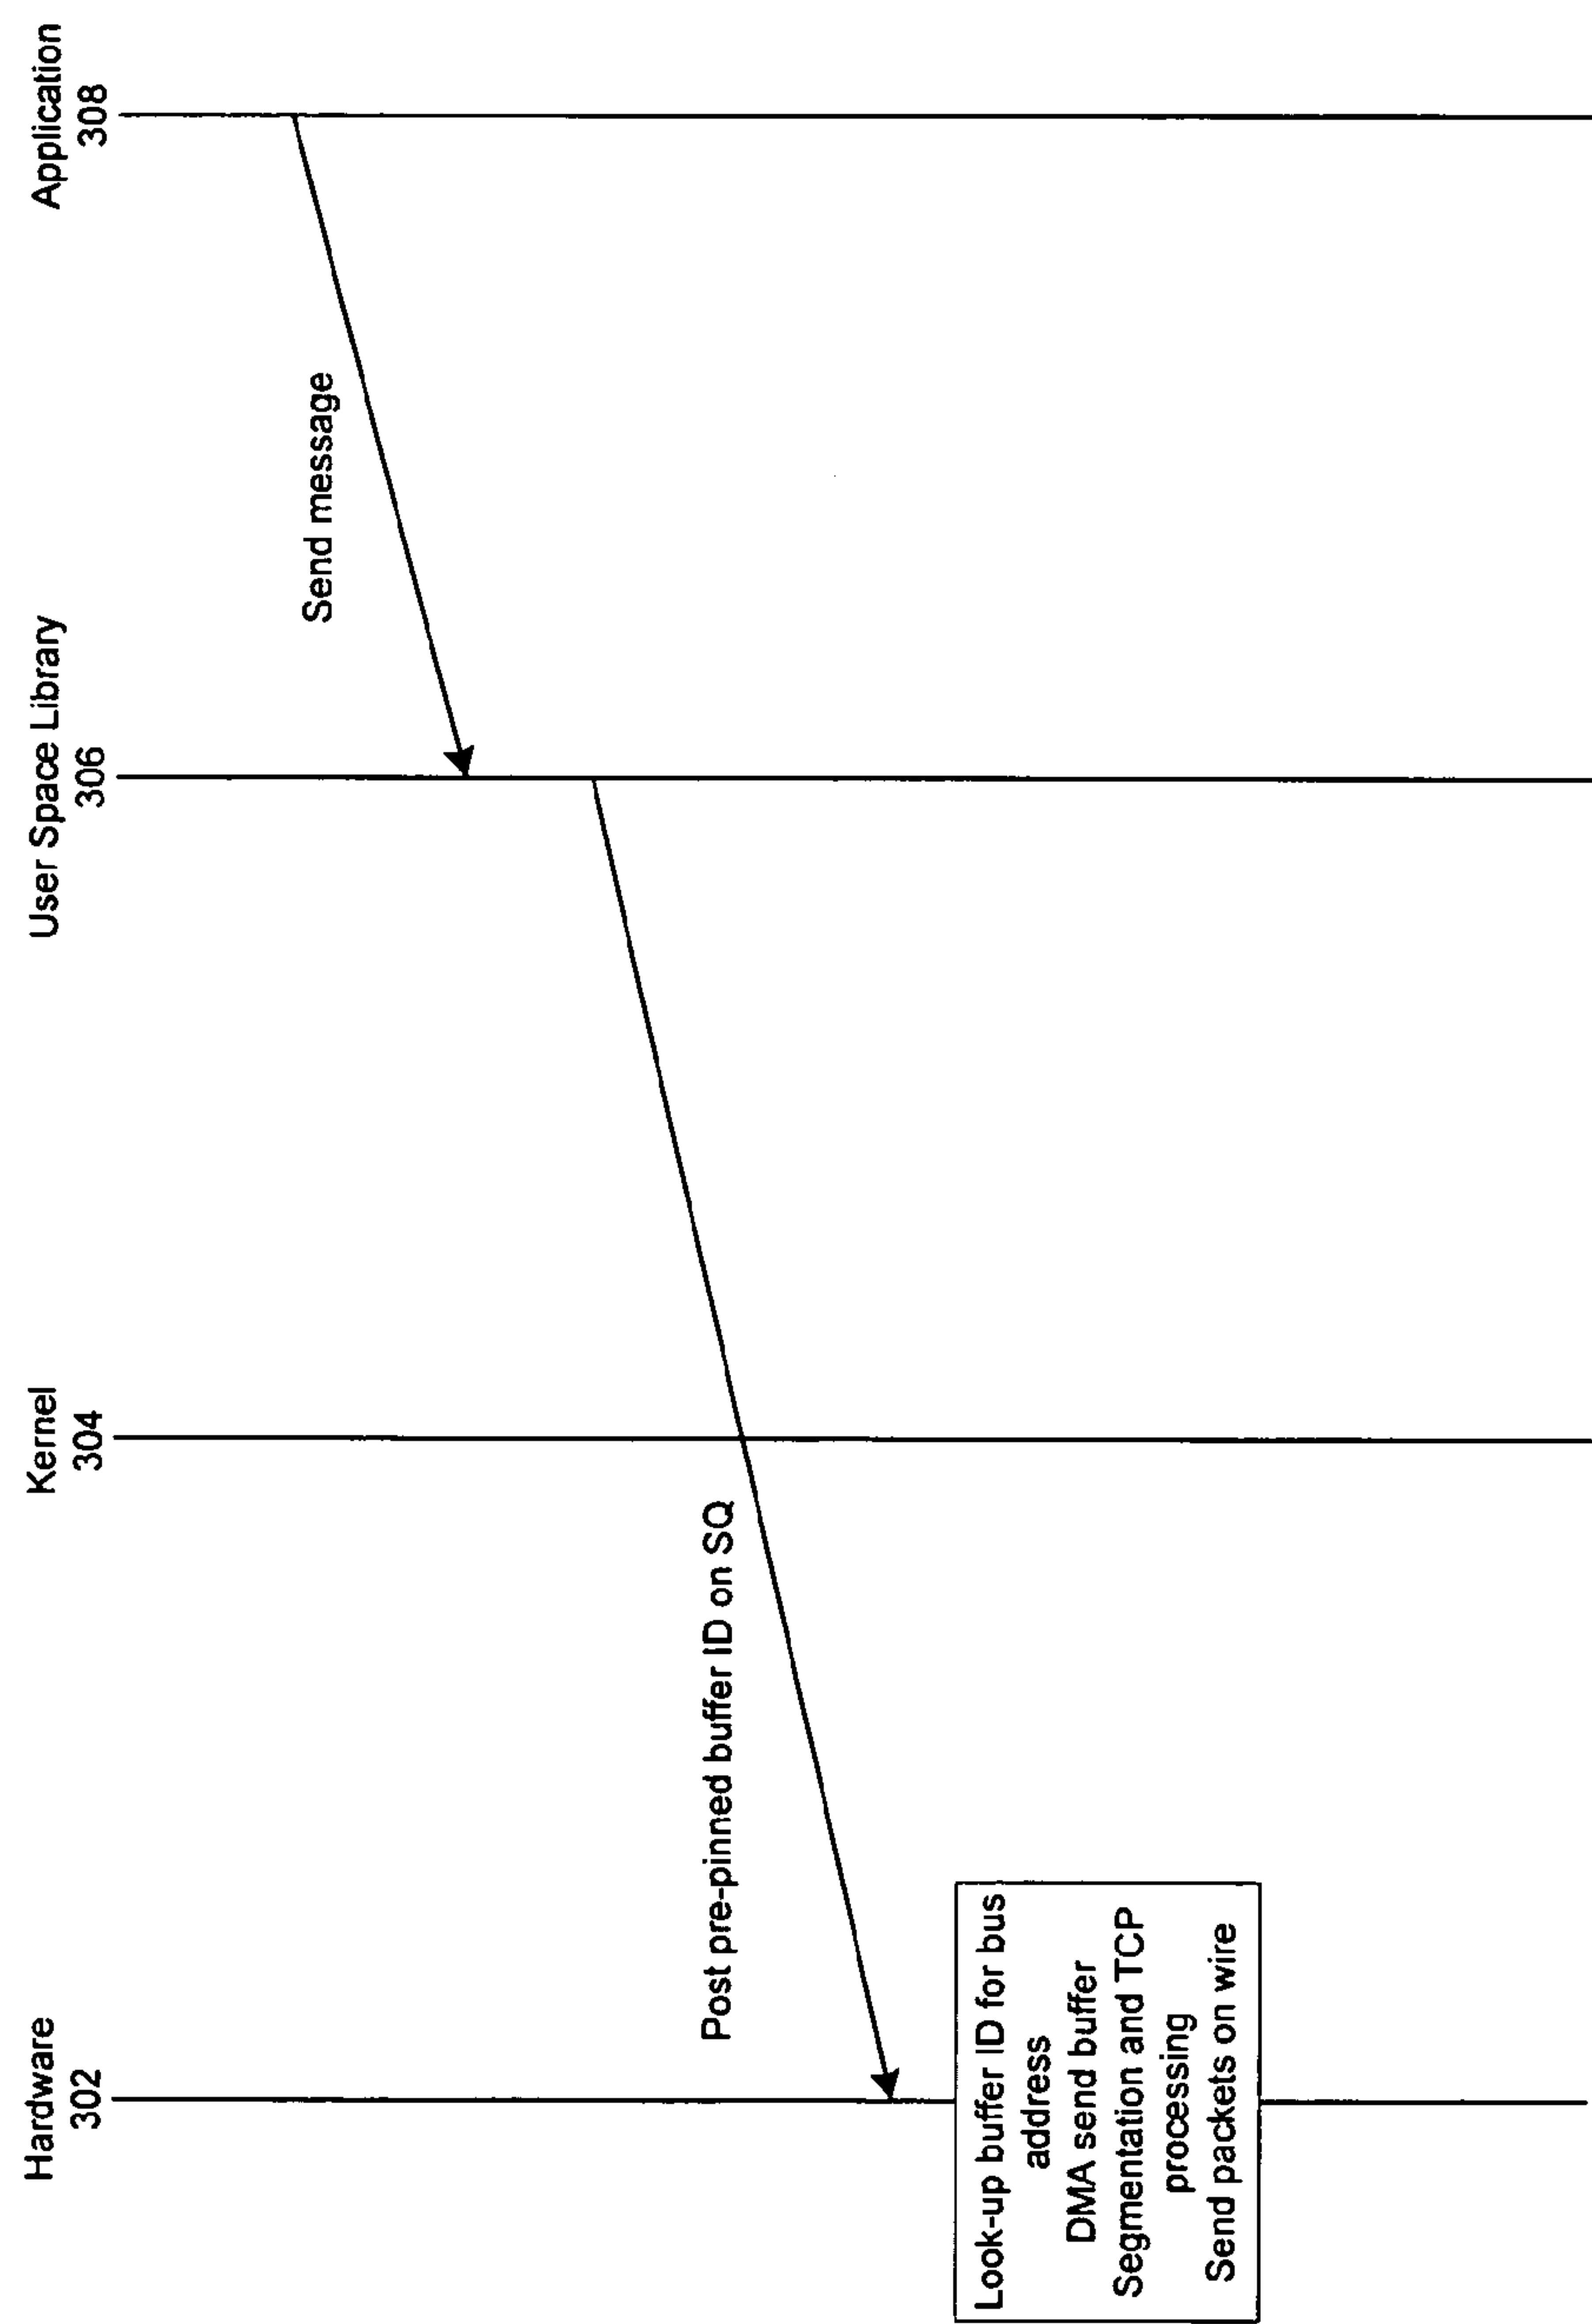 Hardware
302
Kernel
304
User Space Library
306
Application
308
Send message
Post pre-pinned buffer ID on SQ
Look-up buffer ID for bus
address
DMA send buffer
Segmentation and TCP
processing
Send packets on wire